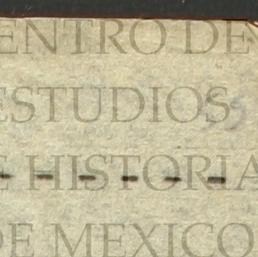 ENTRO DE
ESTUDIOS
E HISTORIA
DE MEXICO